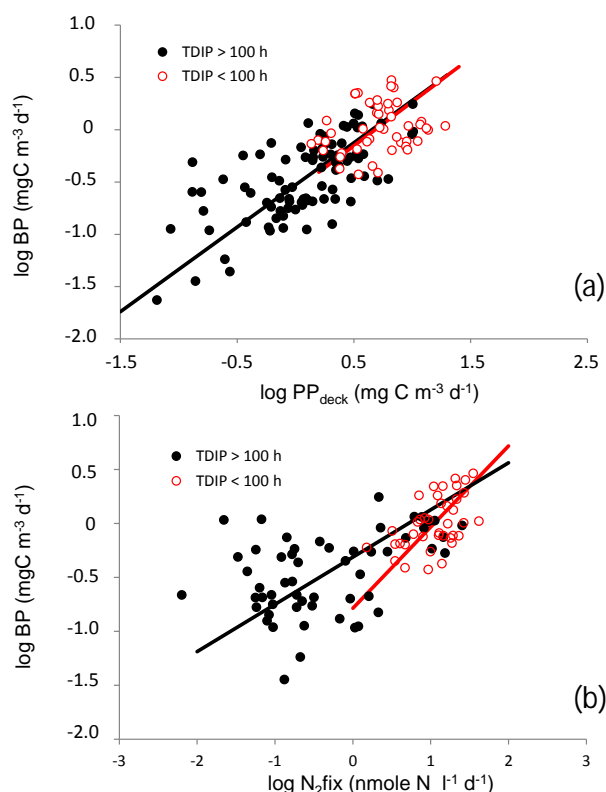 (a)
1.0
TDIP > 100 h
TDIP < 100 h
0.5
0.0
-0.5
-1.0
-1.5
-2.0
log BP (mgC m-3 d-1)
-1.5 -0.5 0.5 1.5 2.5
log PPdeck (mg C m-3 d-1)
1.0
TDIP > 100 h
TDIP < 100 h
0.5
0.0
-0.5
-1.0
-1.5
-2.0
log BP (mgC m-3 d-1)
(b)
-3 -2 -1 0 1 2 3
log N2fix (nmole N l-1 d-1)